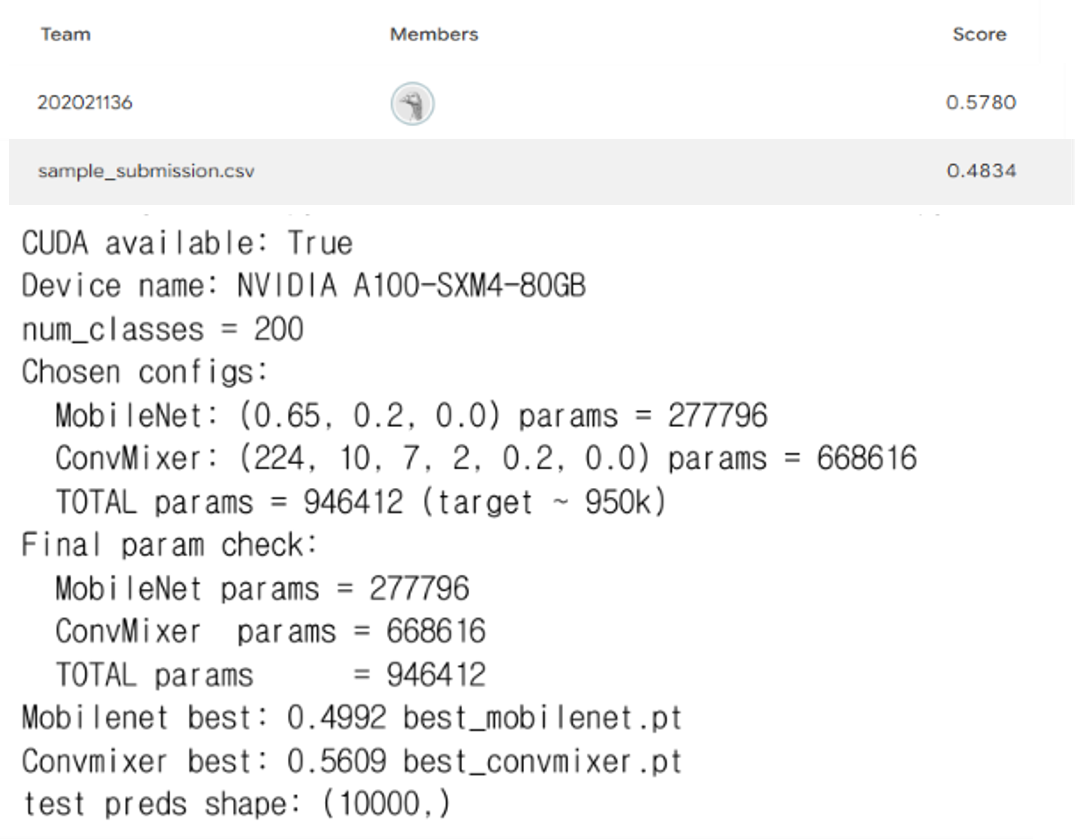 Team Members Score
202021136 0.5780
sample_submission.csv 0.4834
CUDA available: True
Device name: NVIDIA A100-SXM4-80GB
num_classes = 200
Chosen configs:
MobileNet: (0.65, 0.2, 0.0) params = 277796
ConvMixer: (224, 10, 7, 2, 0.2, 0.0) params = 668616
TOTAL params = 946412 (target ~ 950k)
Final param check:
MobileNet params = 277796
ConvMixer  params = 668616
TOTAL params      = 946412
Mobilenet best: 0.4992 best_mobilenet.pt
Convmixer best: 0.5609 best_convmixer.pt
test preds shape: (10000,)